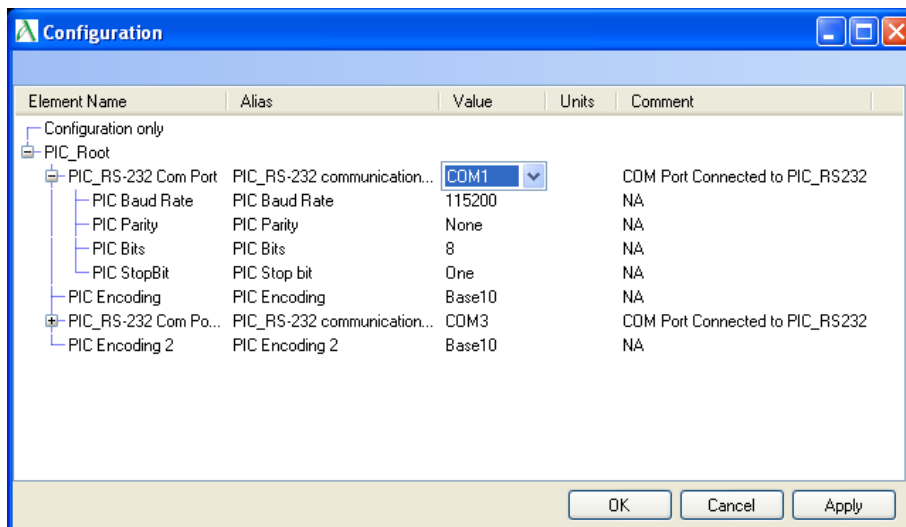 Configuration
Element Name Alias Value Units Comment
Configuration only
PIC_Root
PIC_RS-232 Com Port PIC_RS-232 communication... COM1 COM Port Connected to PIC_RS232
PIC Baud Rate PIC Baud Rate 115200 NA
PIC Parity PIC Parity None NA
PIC Bits PIC Bits 8 NA
PIC StopBit PIC Stop bit One NA
PIC Encoding PIC Encoding Base10 NA
PIC_RS-232 Com Po... PIC_RS-232 communication... COM3 COM Port Connected to PIC_RS232
PIC Encoding 2 PIC Encoding 2 Base10 NA
OK Cancel Apply